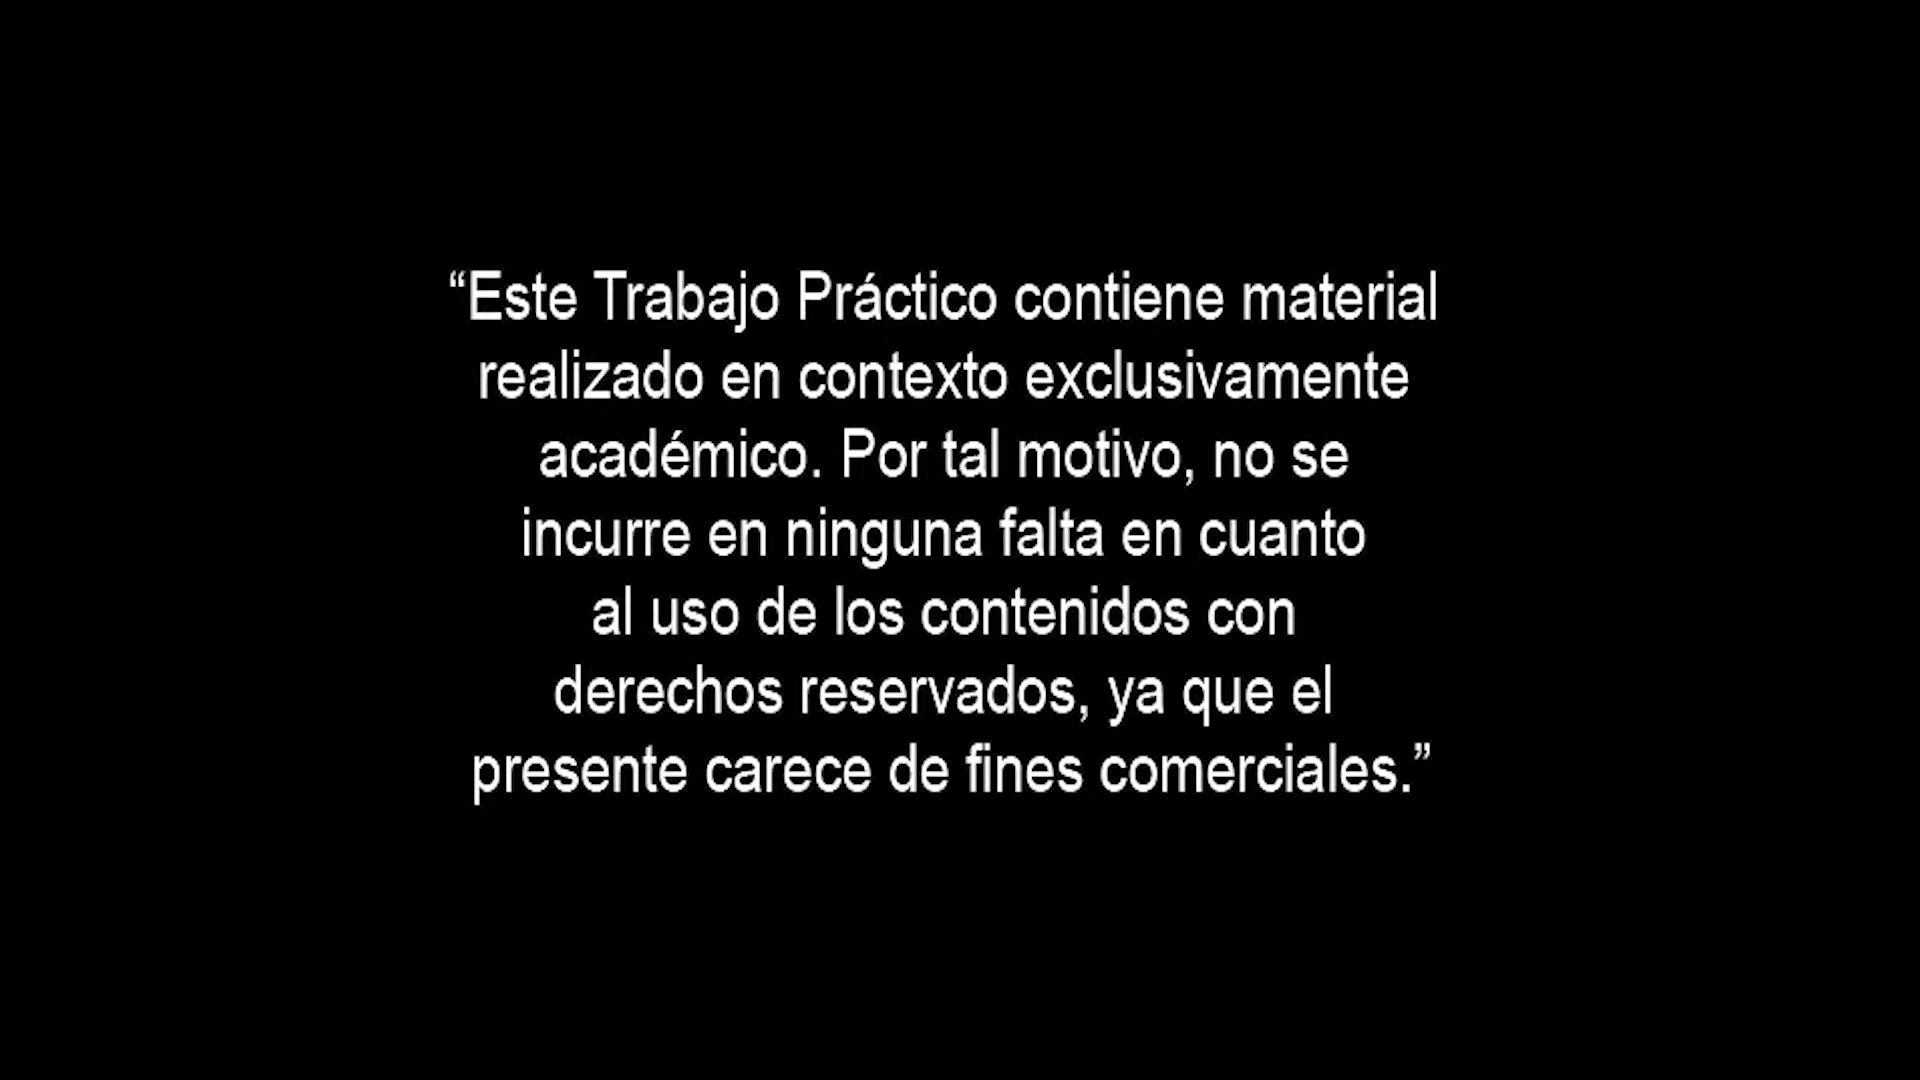 “Este Trabajo Práctico contiene material
realizado en contexto exclusivamente
académico. Por tal motivo, no se
incurre en ninguna falta en cuanto
al uso de los contenidos con
derechos reservados, ya que el
presente carece de fines comerciales.”